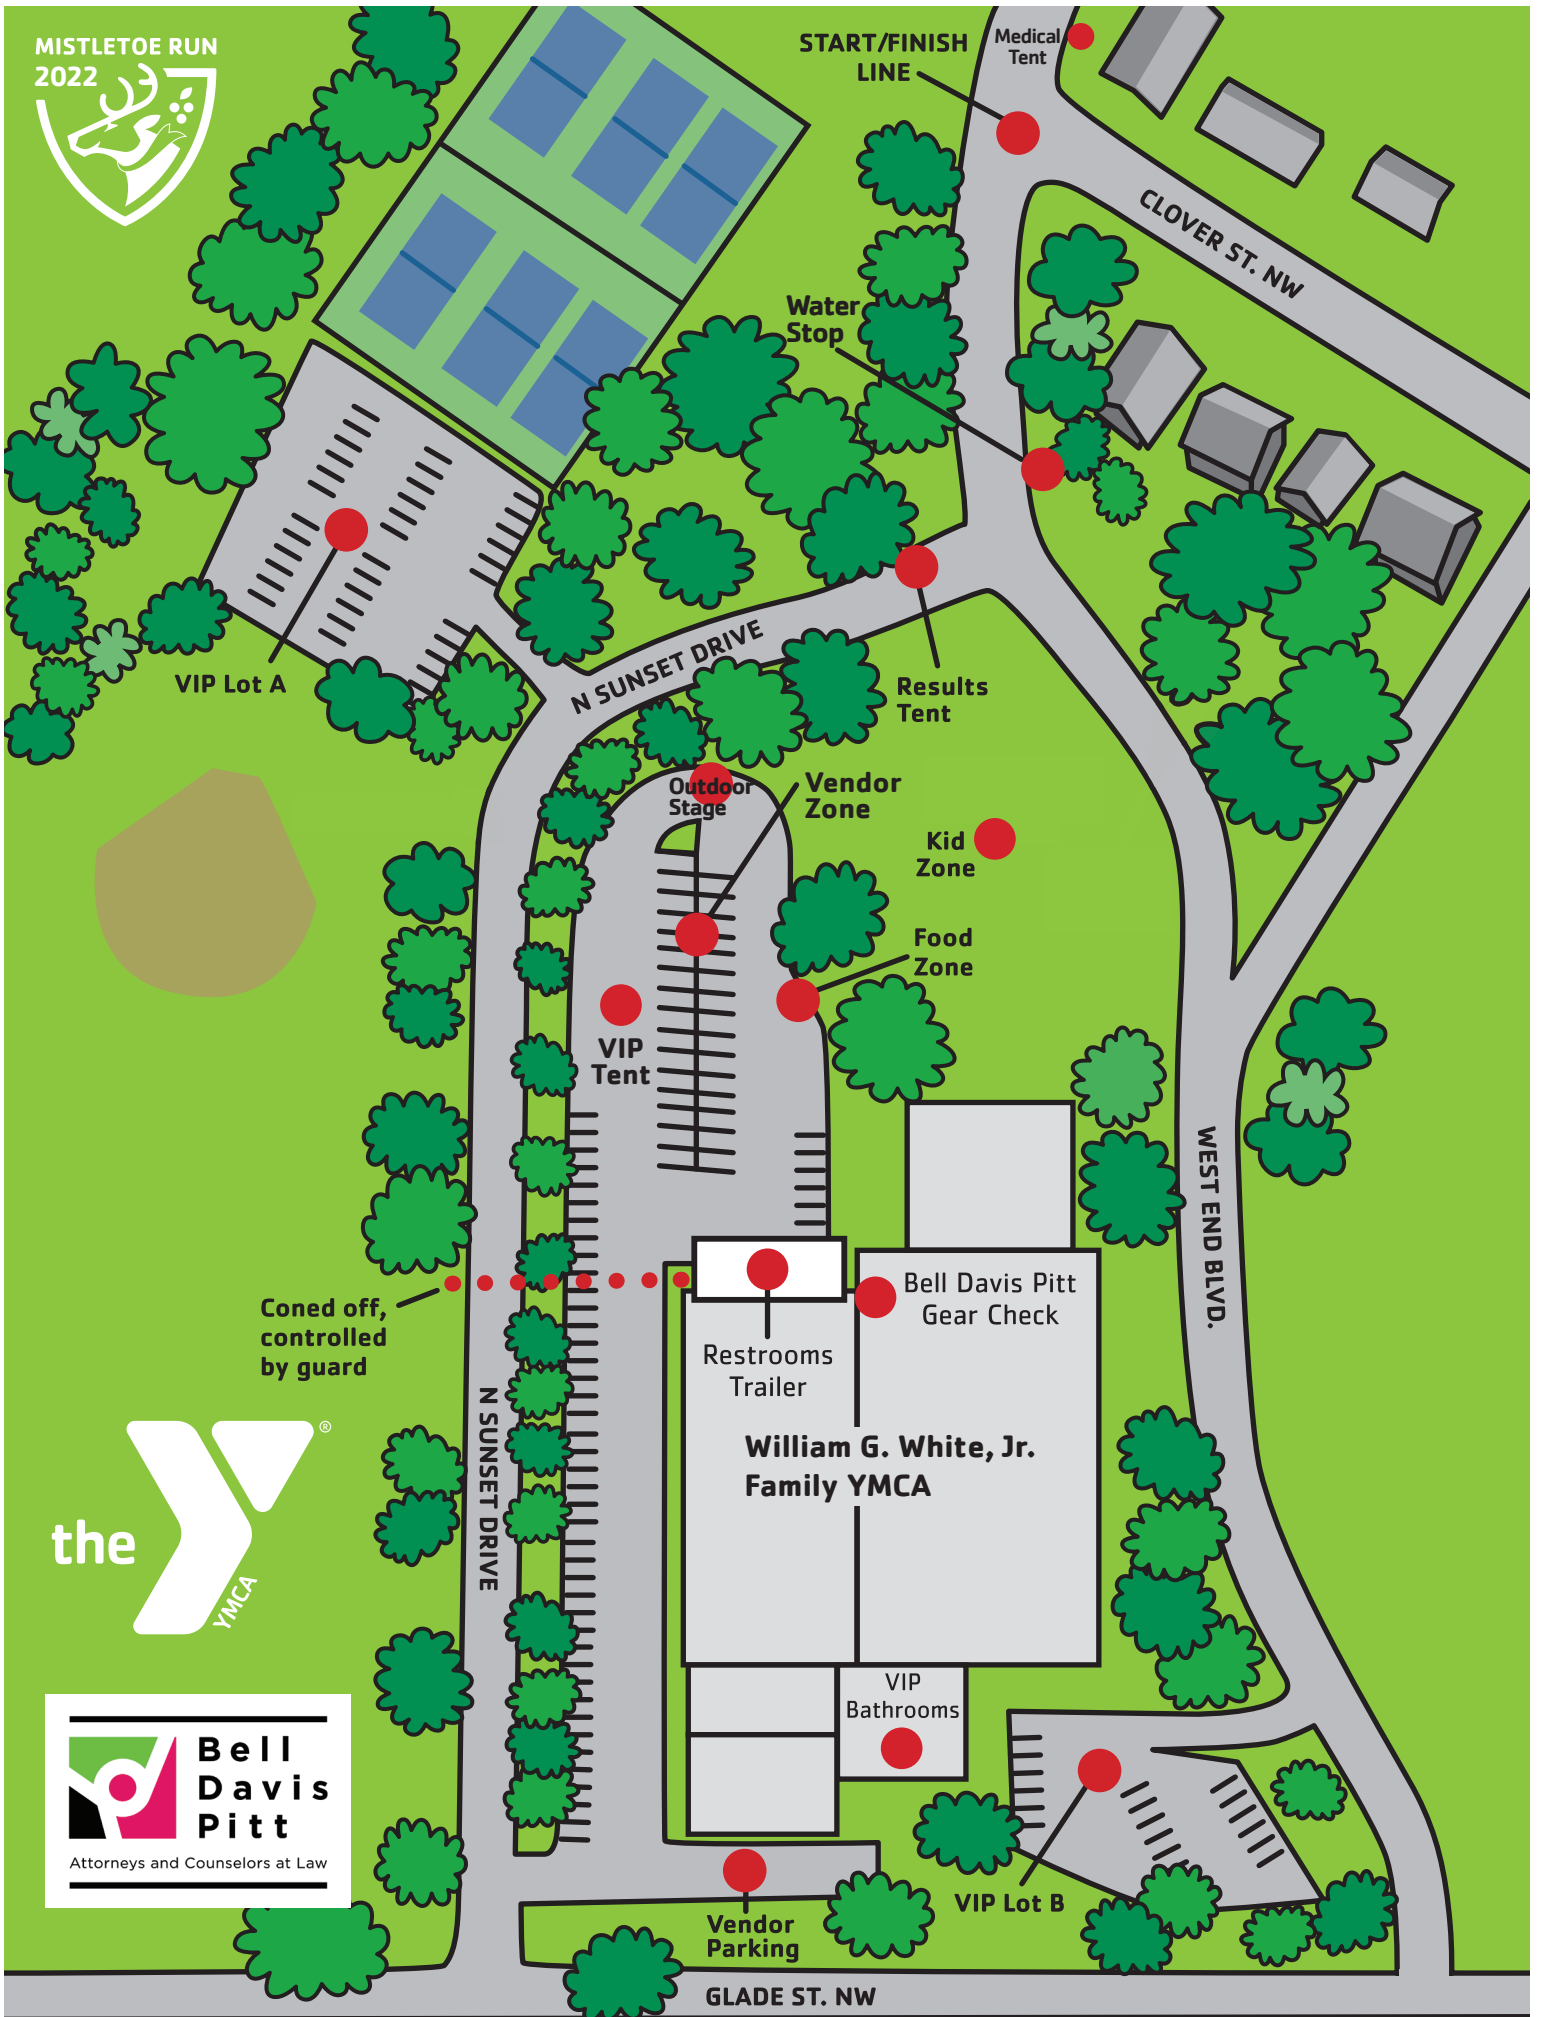 MISTLETOE RUN
2022
START/FINISH
LINE
Medical
Tent
CLOVER ST. NW
Water
Stop
VIP Lot A
N SUNSET DRIVE
Results
Tent
Outdoor
Stage
Vendor
Zone
Kid
Zone
Food
Zone
VIP
Tent
WEST END BLVD.
Coned off,
controlled
by guard
Bell Davis Pitt
Gear Check
Restrooms
Trailer
N SUNSET DRIVE
William G. White, Jr.
Family YMCA
the
YMCA
®
VIP
Bathrooms
Bell
Davis
Pitt
Attorneys and Counselors at Law
VIP Lot B
Vendor
Parking
GLADE ST. NW